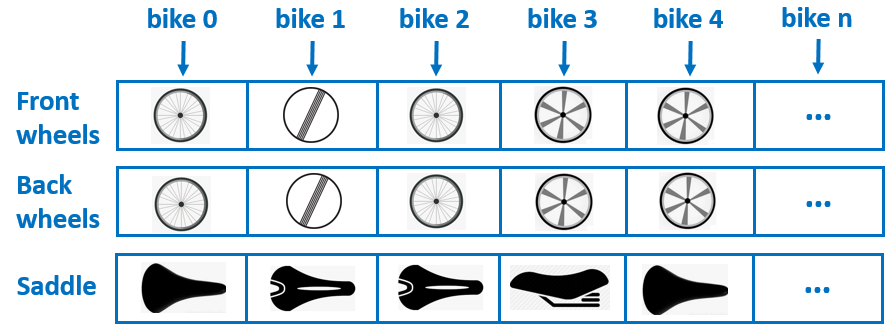 bike 0 bike 1 bike 2 bike 3 bike 4 bike n
Front
wheels
...
Back
wheels
...
Saddle
...